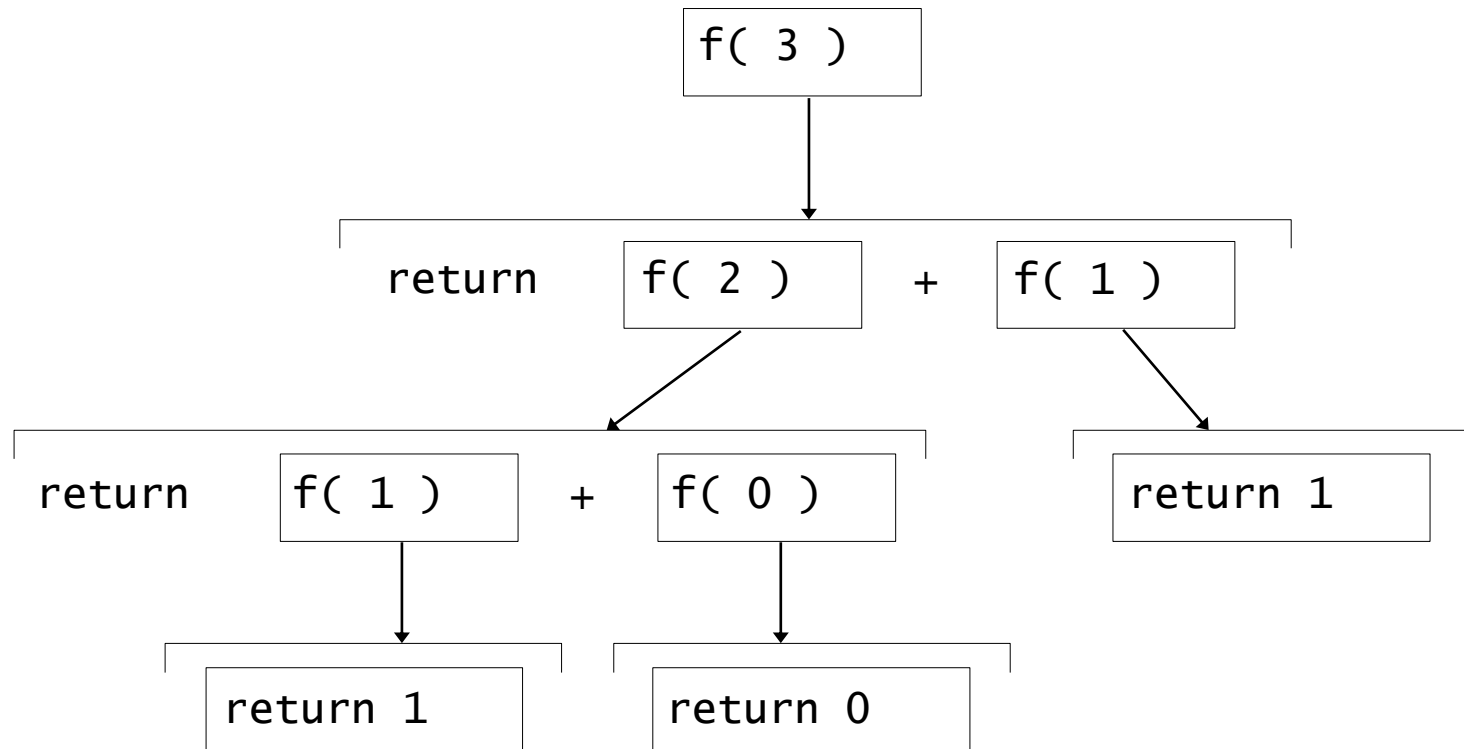 f( 3 )
return f( 2 ) + f( 1 )
return f( 1 ) + f( 0 ) return 1
return 1 return 0